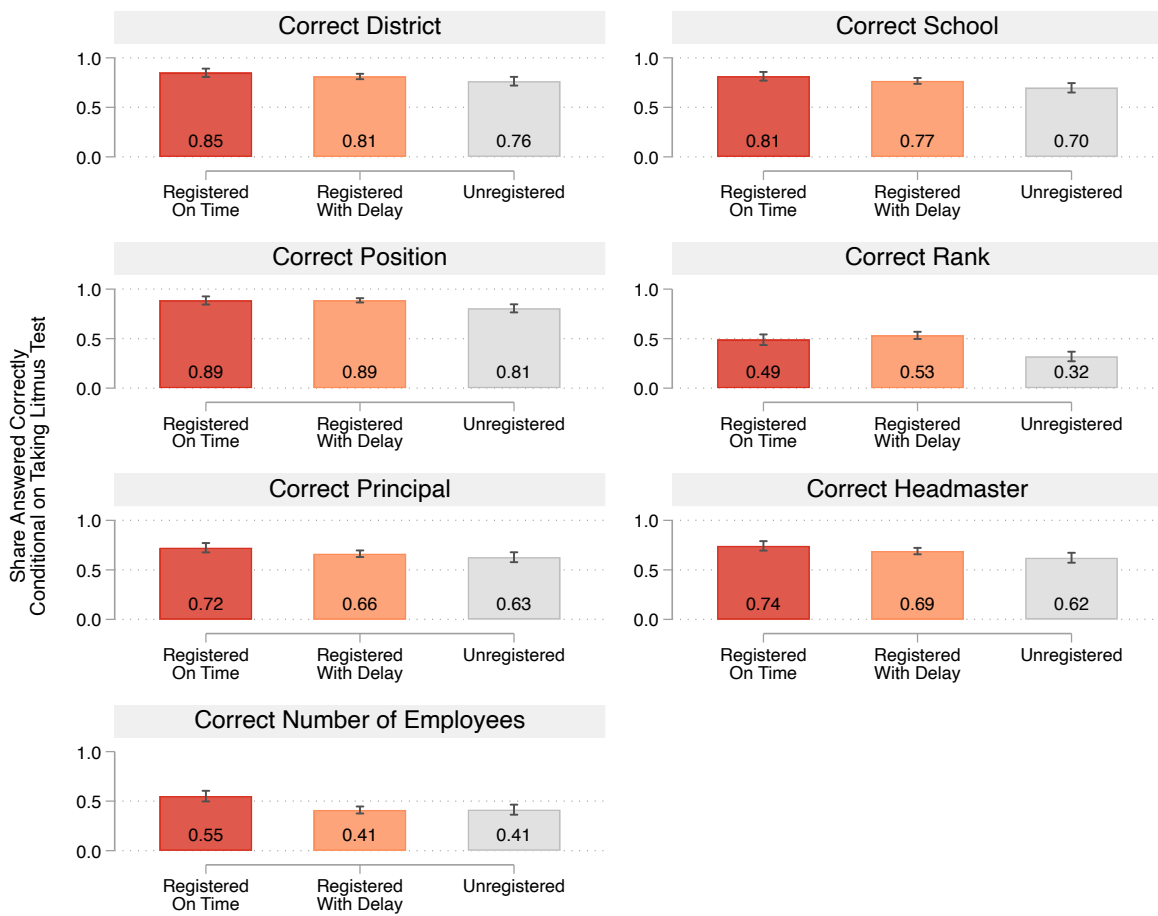 Share Answered Correctly
Conditional on Taking Litmus Test
Correct District
1.0
0.5
0.0
0.85
0.81
0.76
Registered
On Time
Registered
With Delay
Unregistered
Correct School
1.0
0.5
0.0
0.81
0.77
0.70
Registered
On Time
Registered
With Delay
Unregistered
Correct Position
1.0
0.5
0.0
0.89
0.89
0.81
Registered
On Time
Registered
With Delay
Unregistered
Correct Rank
1.0
0.5
0.0
0.49
0.53
0.32
Registered
On Time
Registered
With Delay
Unregistered
Correct Principal
1.0
0.5
0.0
0.72
0.66
0.63
Registered
On Time
Registered
With Delay
Unregistered
Correct Headmaster
1.0
0.5
0.0
0.74
0.69
0.62
Registered
On Time
Registered
With Delay
Unregistered
Correct Number of Employees
1.0
0.5
0.0
0.55
0.41
0.41
Registered
On Time
Registered
With Delay
Unregistered